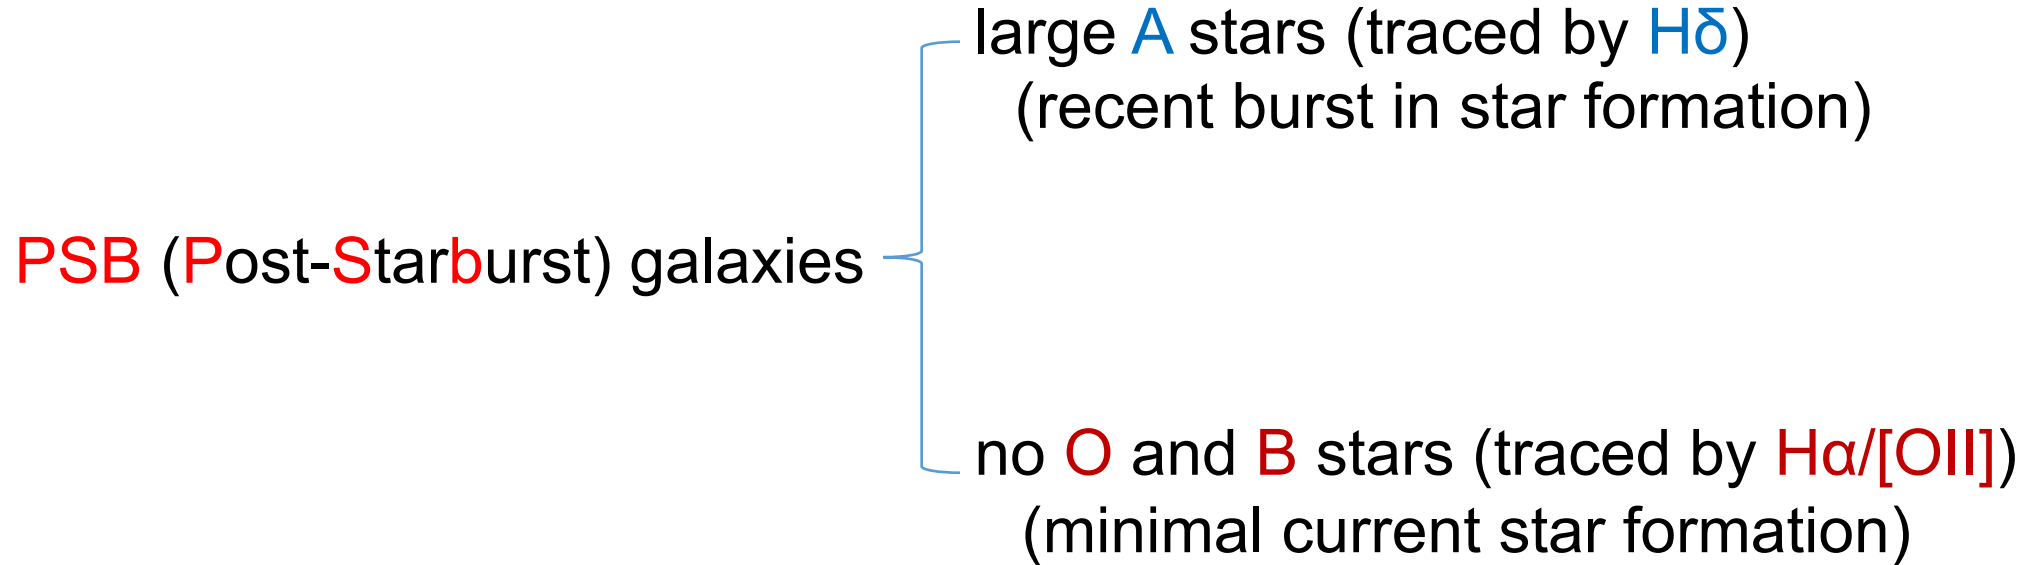 large A stars (traced by Hδ)
(recent burst in star formation)
PSB (Post-Starburst) galaxies
no O and B stars (traced by Hα/[OII])
(minimal current star formation)